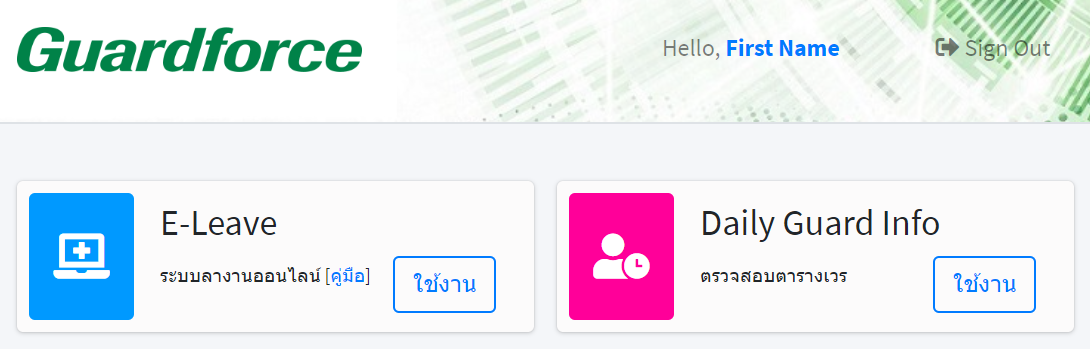 Guardforce
Hello, First Name
Sign Out
E-Leave
ระบบลางานออนไลน์ [คู่มือ]
ใช้งาน
Daily Guard Info
ตรวจสอบตารางเวร
ใช้งาน